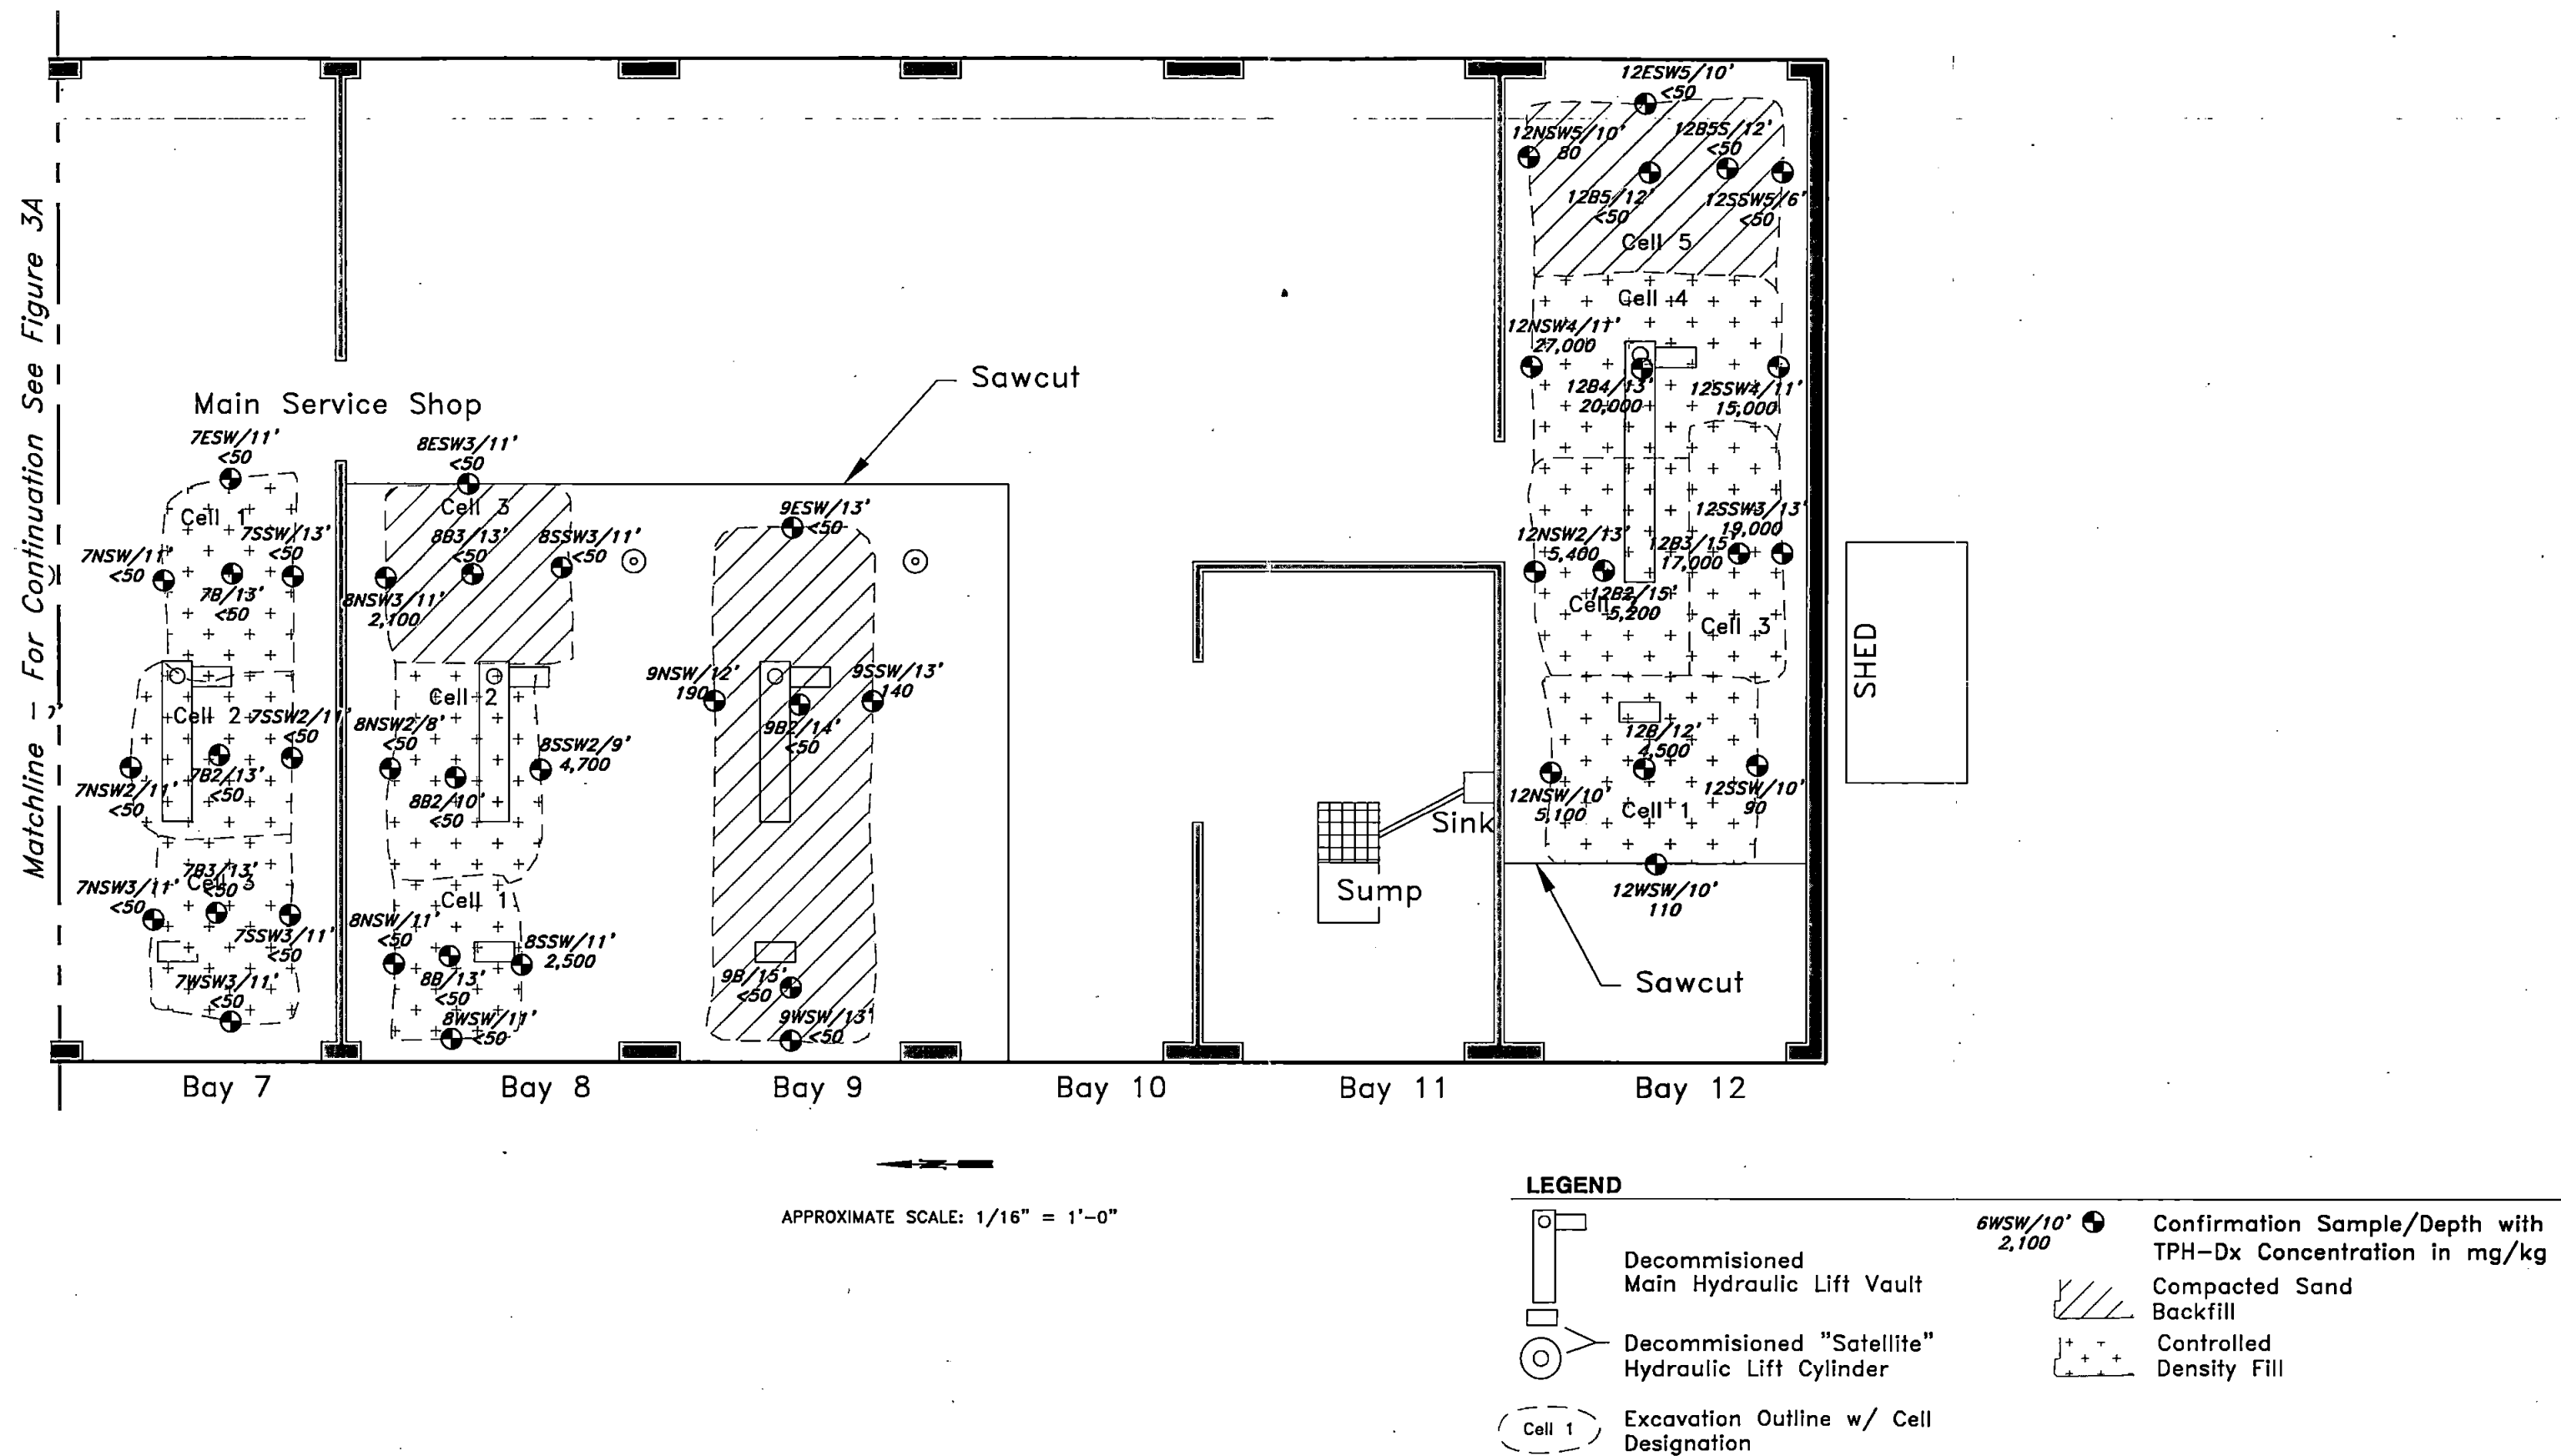 Matchline – For Continuation See Figure 3A
Main Service Shop
Sawcut
7ESW/11'
<50
Cell 1
7SSW/13'
<50
7NSW/11'
<50
7B/13'
<50
Cell 2
7SSW2/11'
<50
7B2/13'
<50
7NSW2/11'
<50
7B3/13'
<50
Cell 3
7NSW3/11'
<50
7SSW3/11'
<50
7WSW3/11'
<50
8ESW3/11'
<50
Cell 3
8B3/13'
<50
8SSW3/11'
<50
8NSW3/11'
2,100
Cell 2
8NSW2/8'
<50
8SSW2/9'
4,700
8B2/10'
<50
Cell 1
8NSW/11'
<50
8SSW/11'
2,500
8B/13'
<50
8WSW/11'
<50
9ESW/13'
<50
9NSW/12'
190
9SSW/13'
140
9B2/14'
<50
9B/15'
<50
9WSW/13'
<50
12ESW5/10'
<50
12NSW5/10'
80
12B5S/12'
<50
12B5/12'
<50
12SSW5/6'
<50
Cell 5
Cell 4
12NSW4/11'
27,000
12B4/13'
20,000
12SSW4/11'
15,000
12SSW3/13'
19,000
12NSW2/13'
5,400
12B3/15'
17,000
12B2/15'
5,200
Cell 2
Cell 3
12B/12'
4,500
12NSW/10'
5,100
12SSW/10'
90
Cell 1
12WSW/10'
110
Sink
Sump
Sawcut
SHED
Bay 7
Bay 8
Bay 9
Bay 10
Bay 11
Bay 12
APPROXIMATE SCALE: 1/16" = 1'-0"
LEGEND
Decommisioned
Main Hydraulic Lift Vault
Decommisioned "Satellite"
Hydraulic Lift Cylinder
Cell 1
Excavation Outline w/ Cell
Designation
6WSW/10'
2,100
Confirmation Sample/Depth with
TPH-Dx Concentration in mg/kg
Compacted Sand
Backfill
Controlled
Density Fill